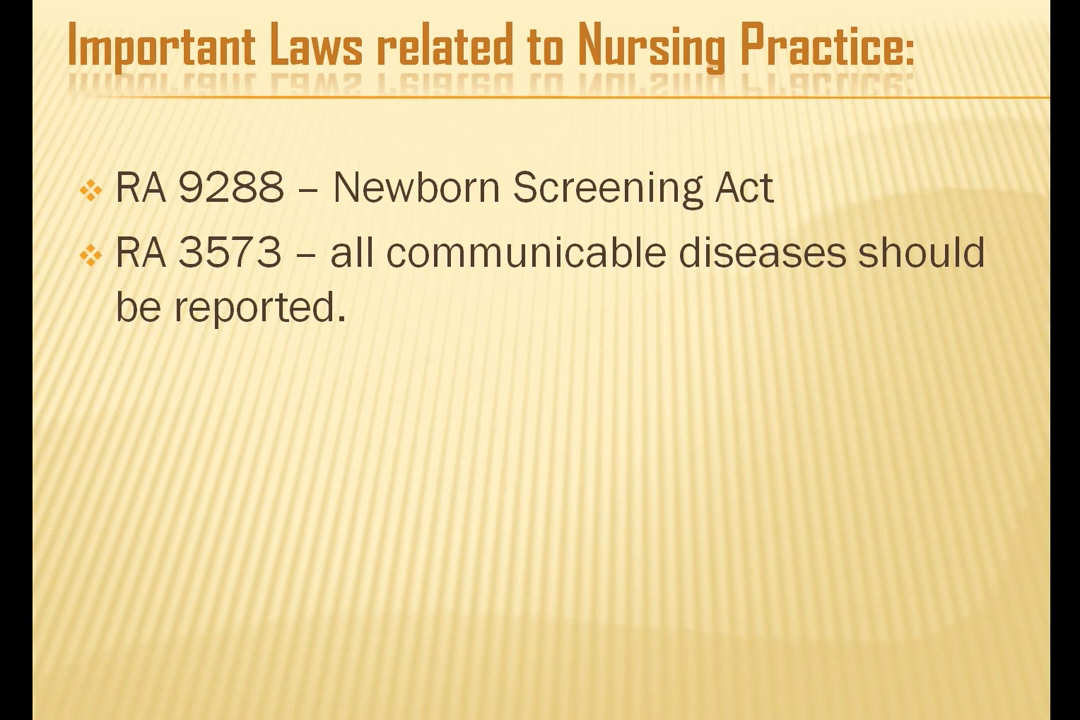 Important Laws related to Nursing Practice:
RA 9288 – Newborn Screening Act
RA 3573 – all communicable diseases should
be reported.